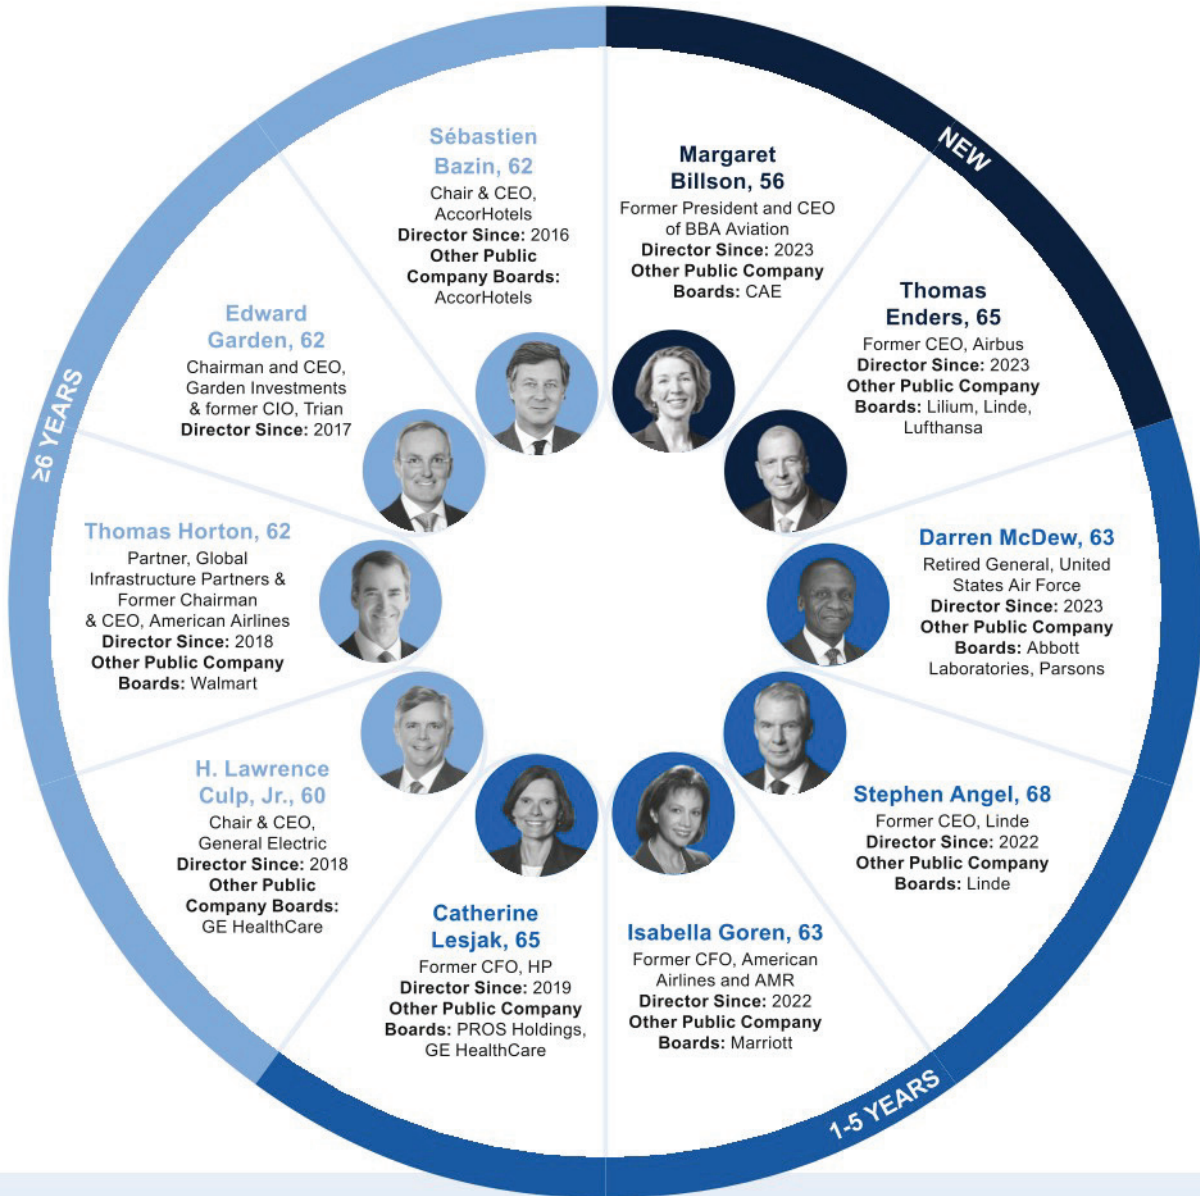 NEW
Margaret
Billson, 56
Former President and CEO
of BBA Aviation
Director Since: 2023
Other Public Company
Boards: CAE
Thomas
Enders, 65
Former CEO, Airbus
Director Since: 2023
Other Public Company
Boards: Lilium, Linde,
Lufthansa
Darren McDew, 63
Retired General, United
States Air Force
Director Since: 2023
Other Public Company
Boards: Abbott
Laboratories, Parsons
Stephen Angel, 68
Former CEO, Linde
Director Since: 2022
Other Public Company
Boards: Linde
1-5 YEARS
Isabella Goren, 63
Former CFO, American
Airlines and AMR
Director Since: 2022
Other Public Company
Boards: Marriott
Catherine
Lesjak, 65
Former CFO, HP
Director Since: 2019
Other Public Company
Boards: PROS Holdings,
GE HealthCare
H. Lawrence
Culp, Jr., 60
Chair & CEO,
General Electric
Director Since: 2018
Other Public
Company Boards:
GE HealthCare
Thomas Horton, 62
Partner, Global
Infrastructure Partners &
Former Chairman
& CEO, American Airlines
Director Since: 2018
Other Public Company
Boards: Walmart
≥6 YEARS
Edward
Garden, 62
Chairman and CEO,
Garden Investments
& former CIO, Trian
Director Since: 2017
Sébastien
Bazin, 62
Chair & CEO,
AccorHotels
Director Since: 2016
Other Public
Company Boards:
AccorHotels